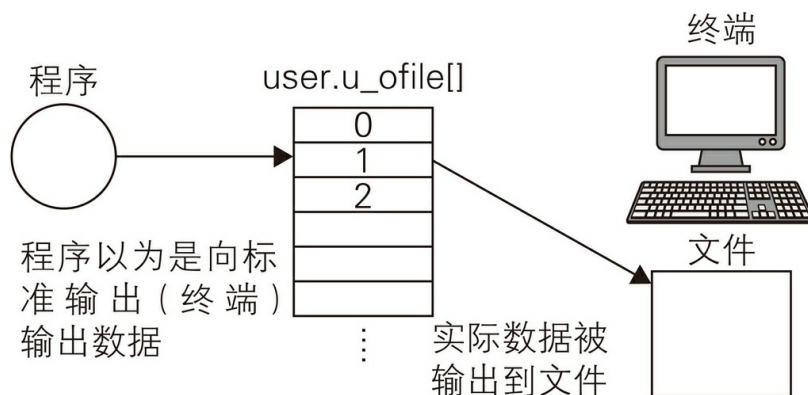 终端
程序
user.u_ofile[]
0
1
2
程序以为是向标
准输出(终端)
输出数据
⋮
文件
实际数据被
输出到文件